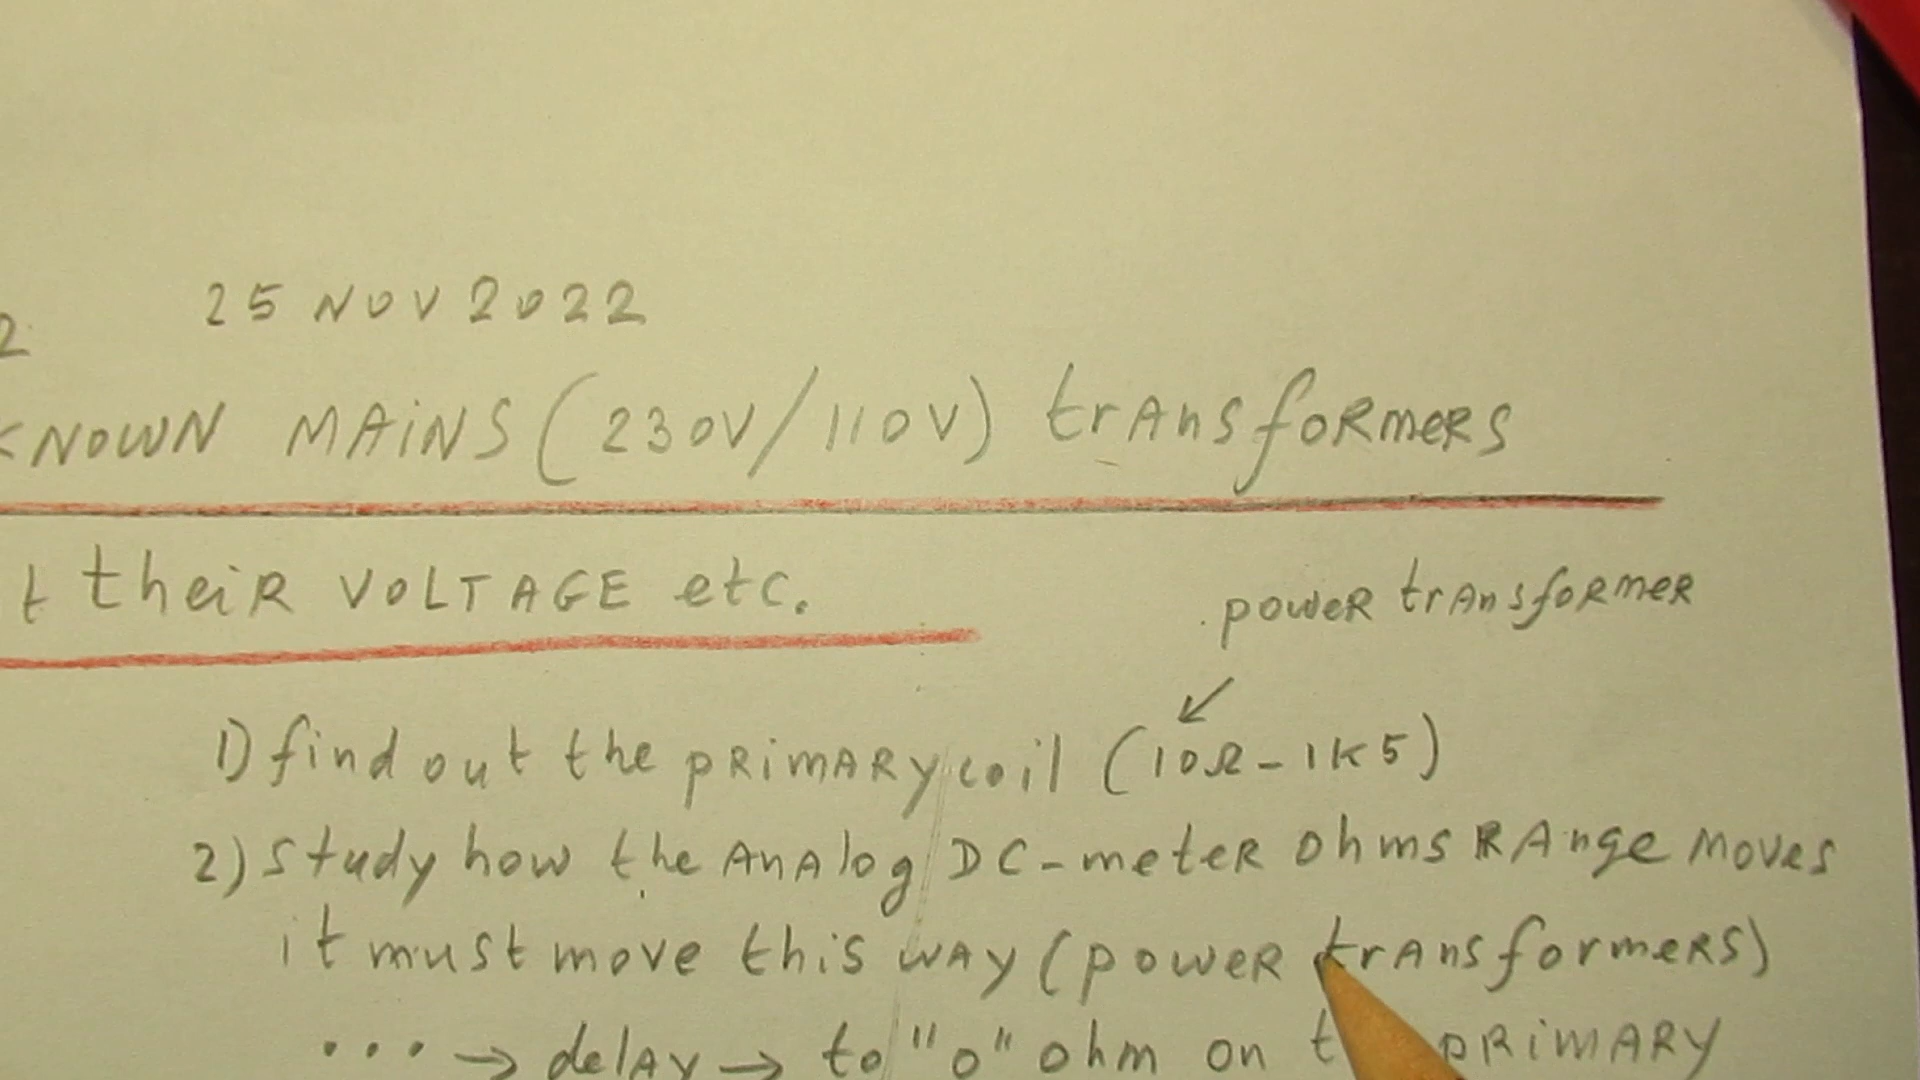 2 25 NOV 2022
KNOWN MAiNS (230V/110V) trAnsfoRmeRS
t theiR VOLTAGE etc.
poweR trAnsfoRmeR
↙
1) find out the pRimARy coil (10Ω - 1K5)
2) study how the AnAlog DC-meteR ohms RAnge moves
it must move this wAy (poweR trAnsformeRS)
... → delAy → to "0" ohm on pRiMARY